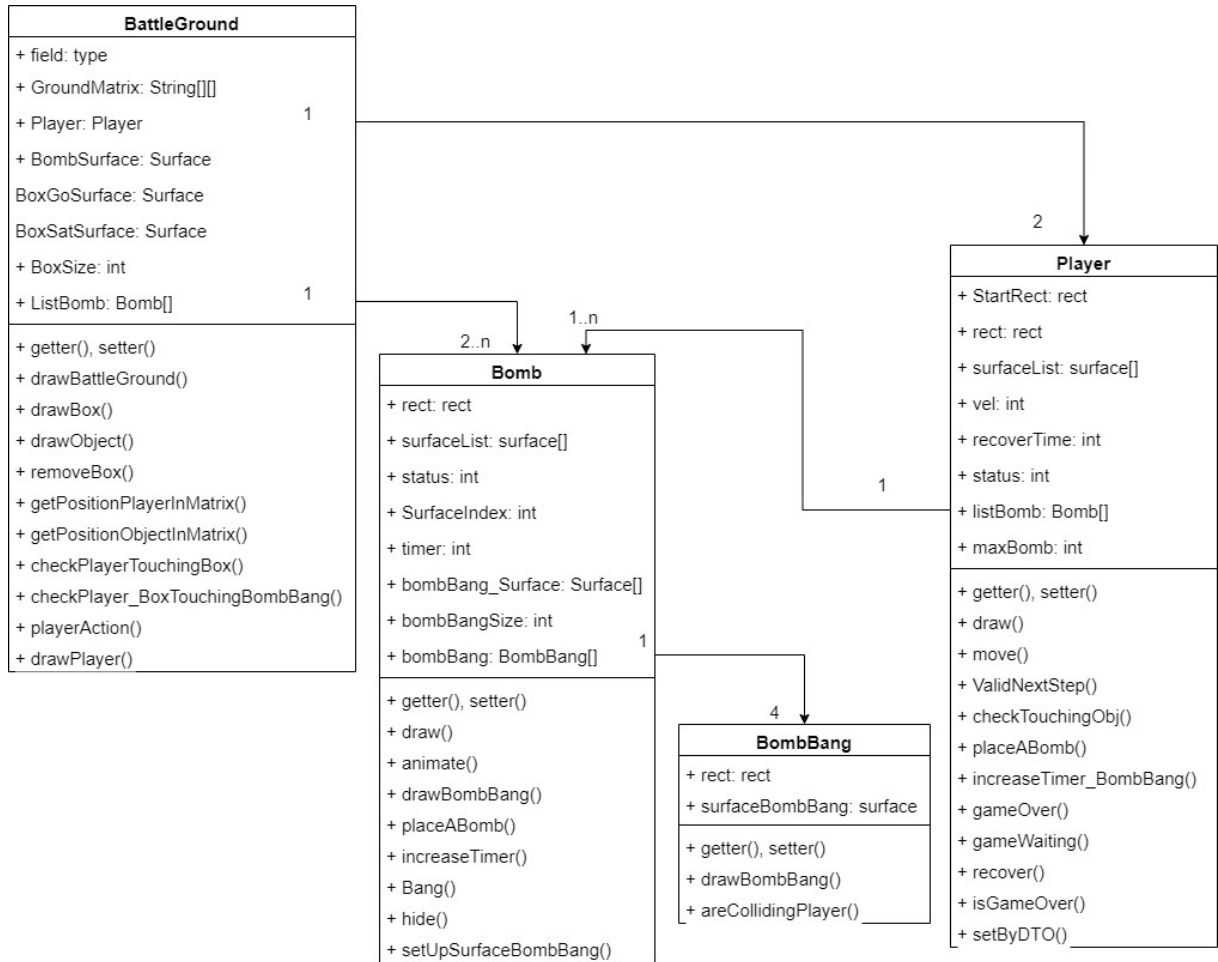 BattleGround
+ field: type
+ GroundMatrix: String[][]
+ Player: Player
+ BombSurface: Surface
BoxGoSurface: Surface
BoxSatSurface: Surface
+ BoxSize: int
+ ListBomb: Bomb[]
+ getter(), setter()
+ drawBattleGround()
+ drawBox()
+ drawObject()
+ removeBox()
+ getPositionPlayerInMatrix()
+ getPositionObjectInMatrix()
+ checkPlayerTouchingBox()
+ checkPlayer_BoxTouchingBombBang()
+ playerAction()
+ drawPlayer()
1
2
1
2..n
1..n
1
Bomb
+ rect: rect
+ surfaceList: surface[]
+ status: int
+ SurfaceIndex: int
+ timer: int
+ bombBang_Surface: Surface[]
+ bombBangSize: int
+ bombBang: BombBang[]
+ getter(), setter()
+ draw()
+ animate()
+ drawBombBang()
+ placeABomb()
+ increaseTimer()
+ Bang()
+ hide()
+ setUpSurfaceBombBang()
1
4
BombBang
+ rect: rect
+ surfaceBombBang: surface
+ getter(), setter()
+ drawBombBang()
+ areCollidingPlayer()
Player
+ StartRect: rect
+ rect: rect
+ surfaceList: surface[]
+ vel: int
+ recoverTime: int
+ status: int
+ listBomb: Bomb[]
+ maxBomb: int
+ getter(), setter()
+ draw()
+ move()
+ ValidNextStep()
+ checkTouchingObj()
+ placeABomb()
+ increaseTimer_BombBang()
+ gameOver()
+ gameWaiting()
+ recover()
+ isGameOver()
+ setByDTO()